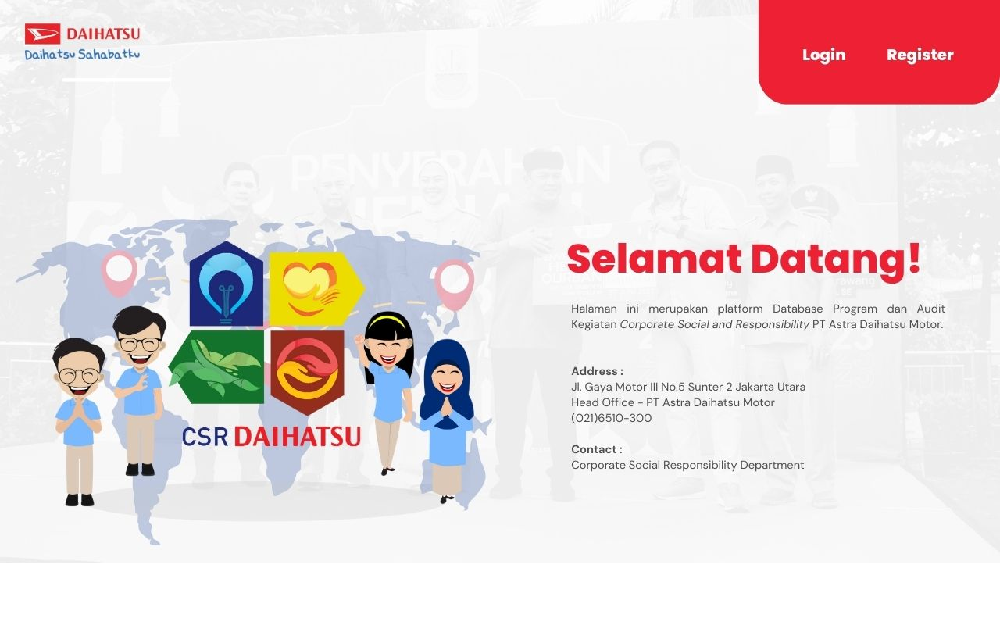 DAIHATSU
Daihatsu Sahabatku
Login
Register
PENYERAHAN
Selamat Datang!
Halaman ini merupakan platform Database Program dan Audit
Kegiatan Corporate Social and Responsibility PT Astra Daihatsu Motor.
Address :
Jl. Gaya Motor III No.5 Sunter 2 Jakarta Utara
Head Office - PT Astra Daihatsu Motor
(021)6510-300
Contact :
Corporate Social Responsibility Department
CSR DAIHATSU